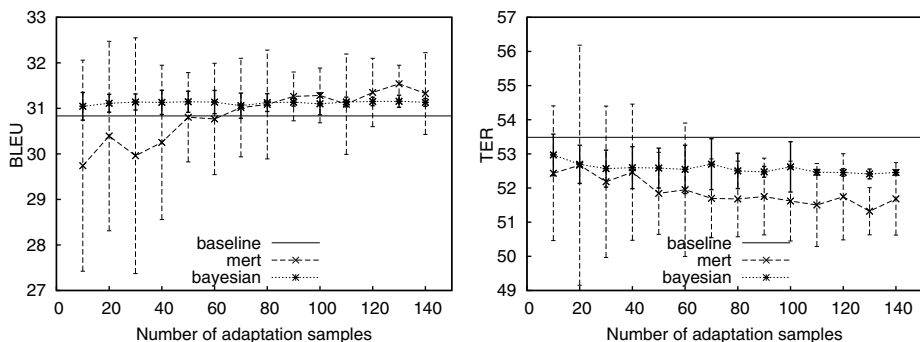 33
32
31
30
29
28
27
BLEU
baseline
mert
bayesian
0 20 40 60 80 100 120 140
Number of adaptation samples
57
56
55
54
53
52
51
50
49
TER
baseline
mert
bayesian
0 20 40 60 80 100 120 140
Number of adaptation samples